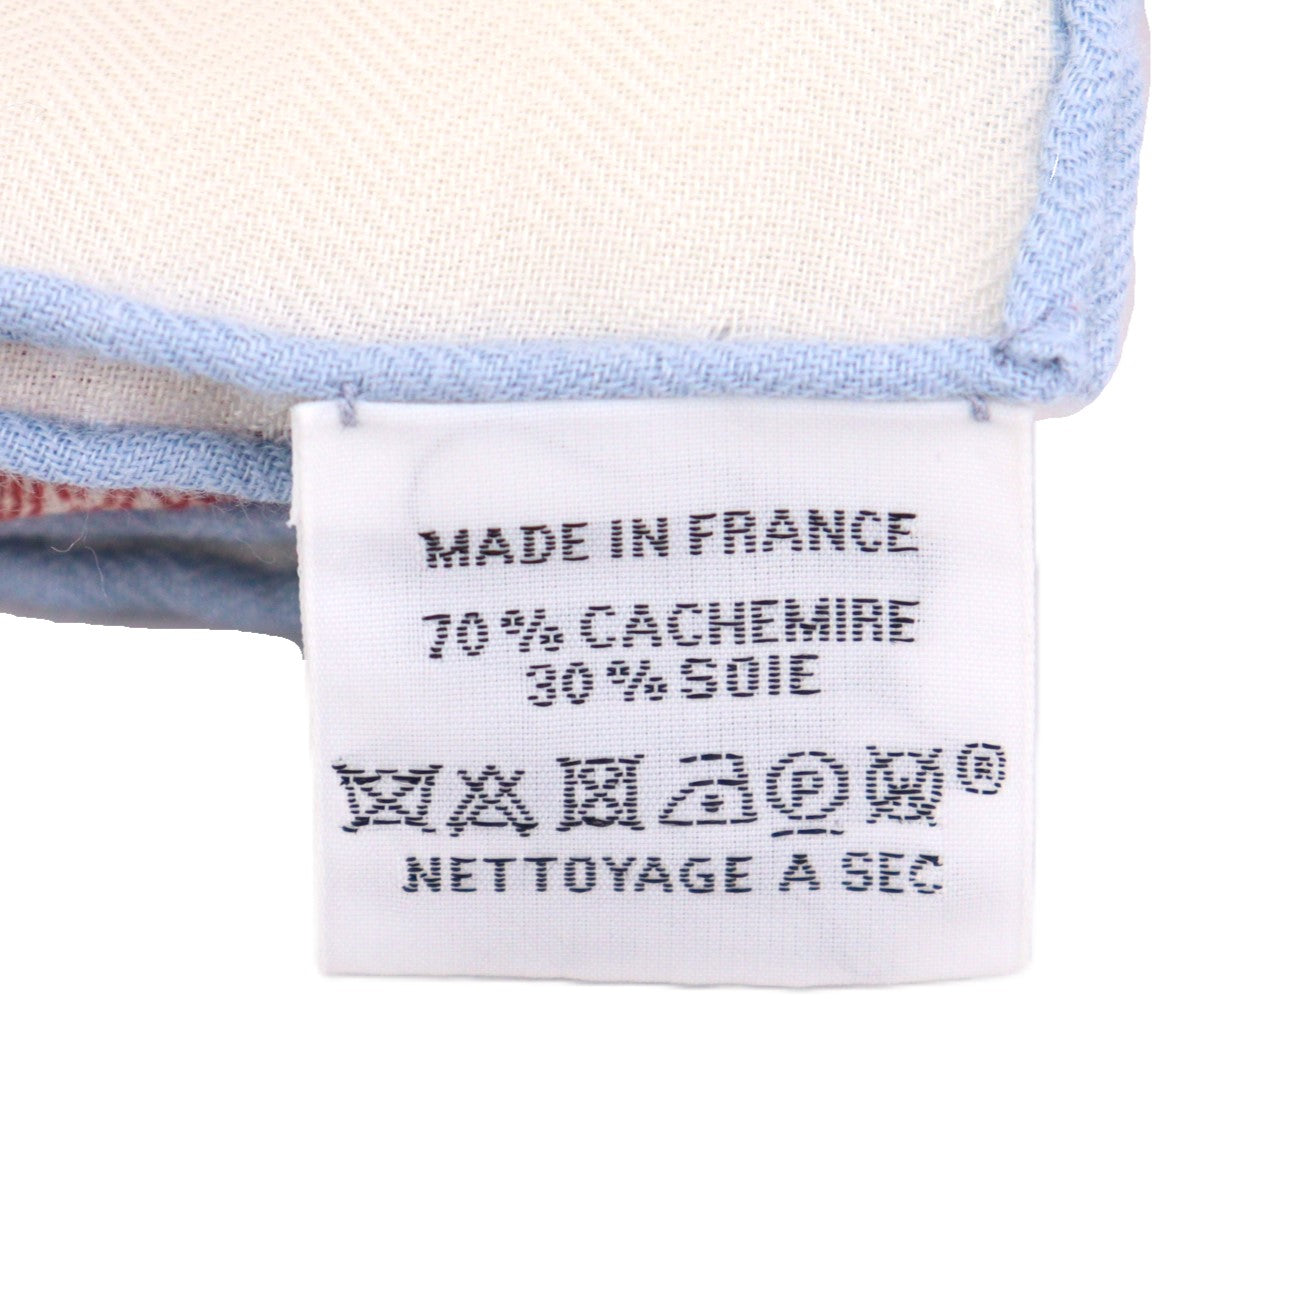 MADE IN FRANCE
70% CACHEMIRE
30% SOIE
P W ®
NETTOYAGE A SEC